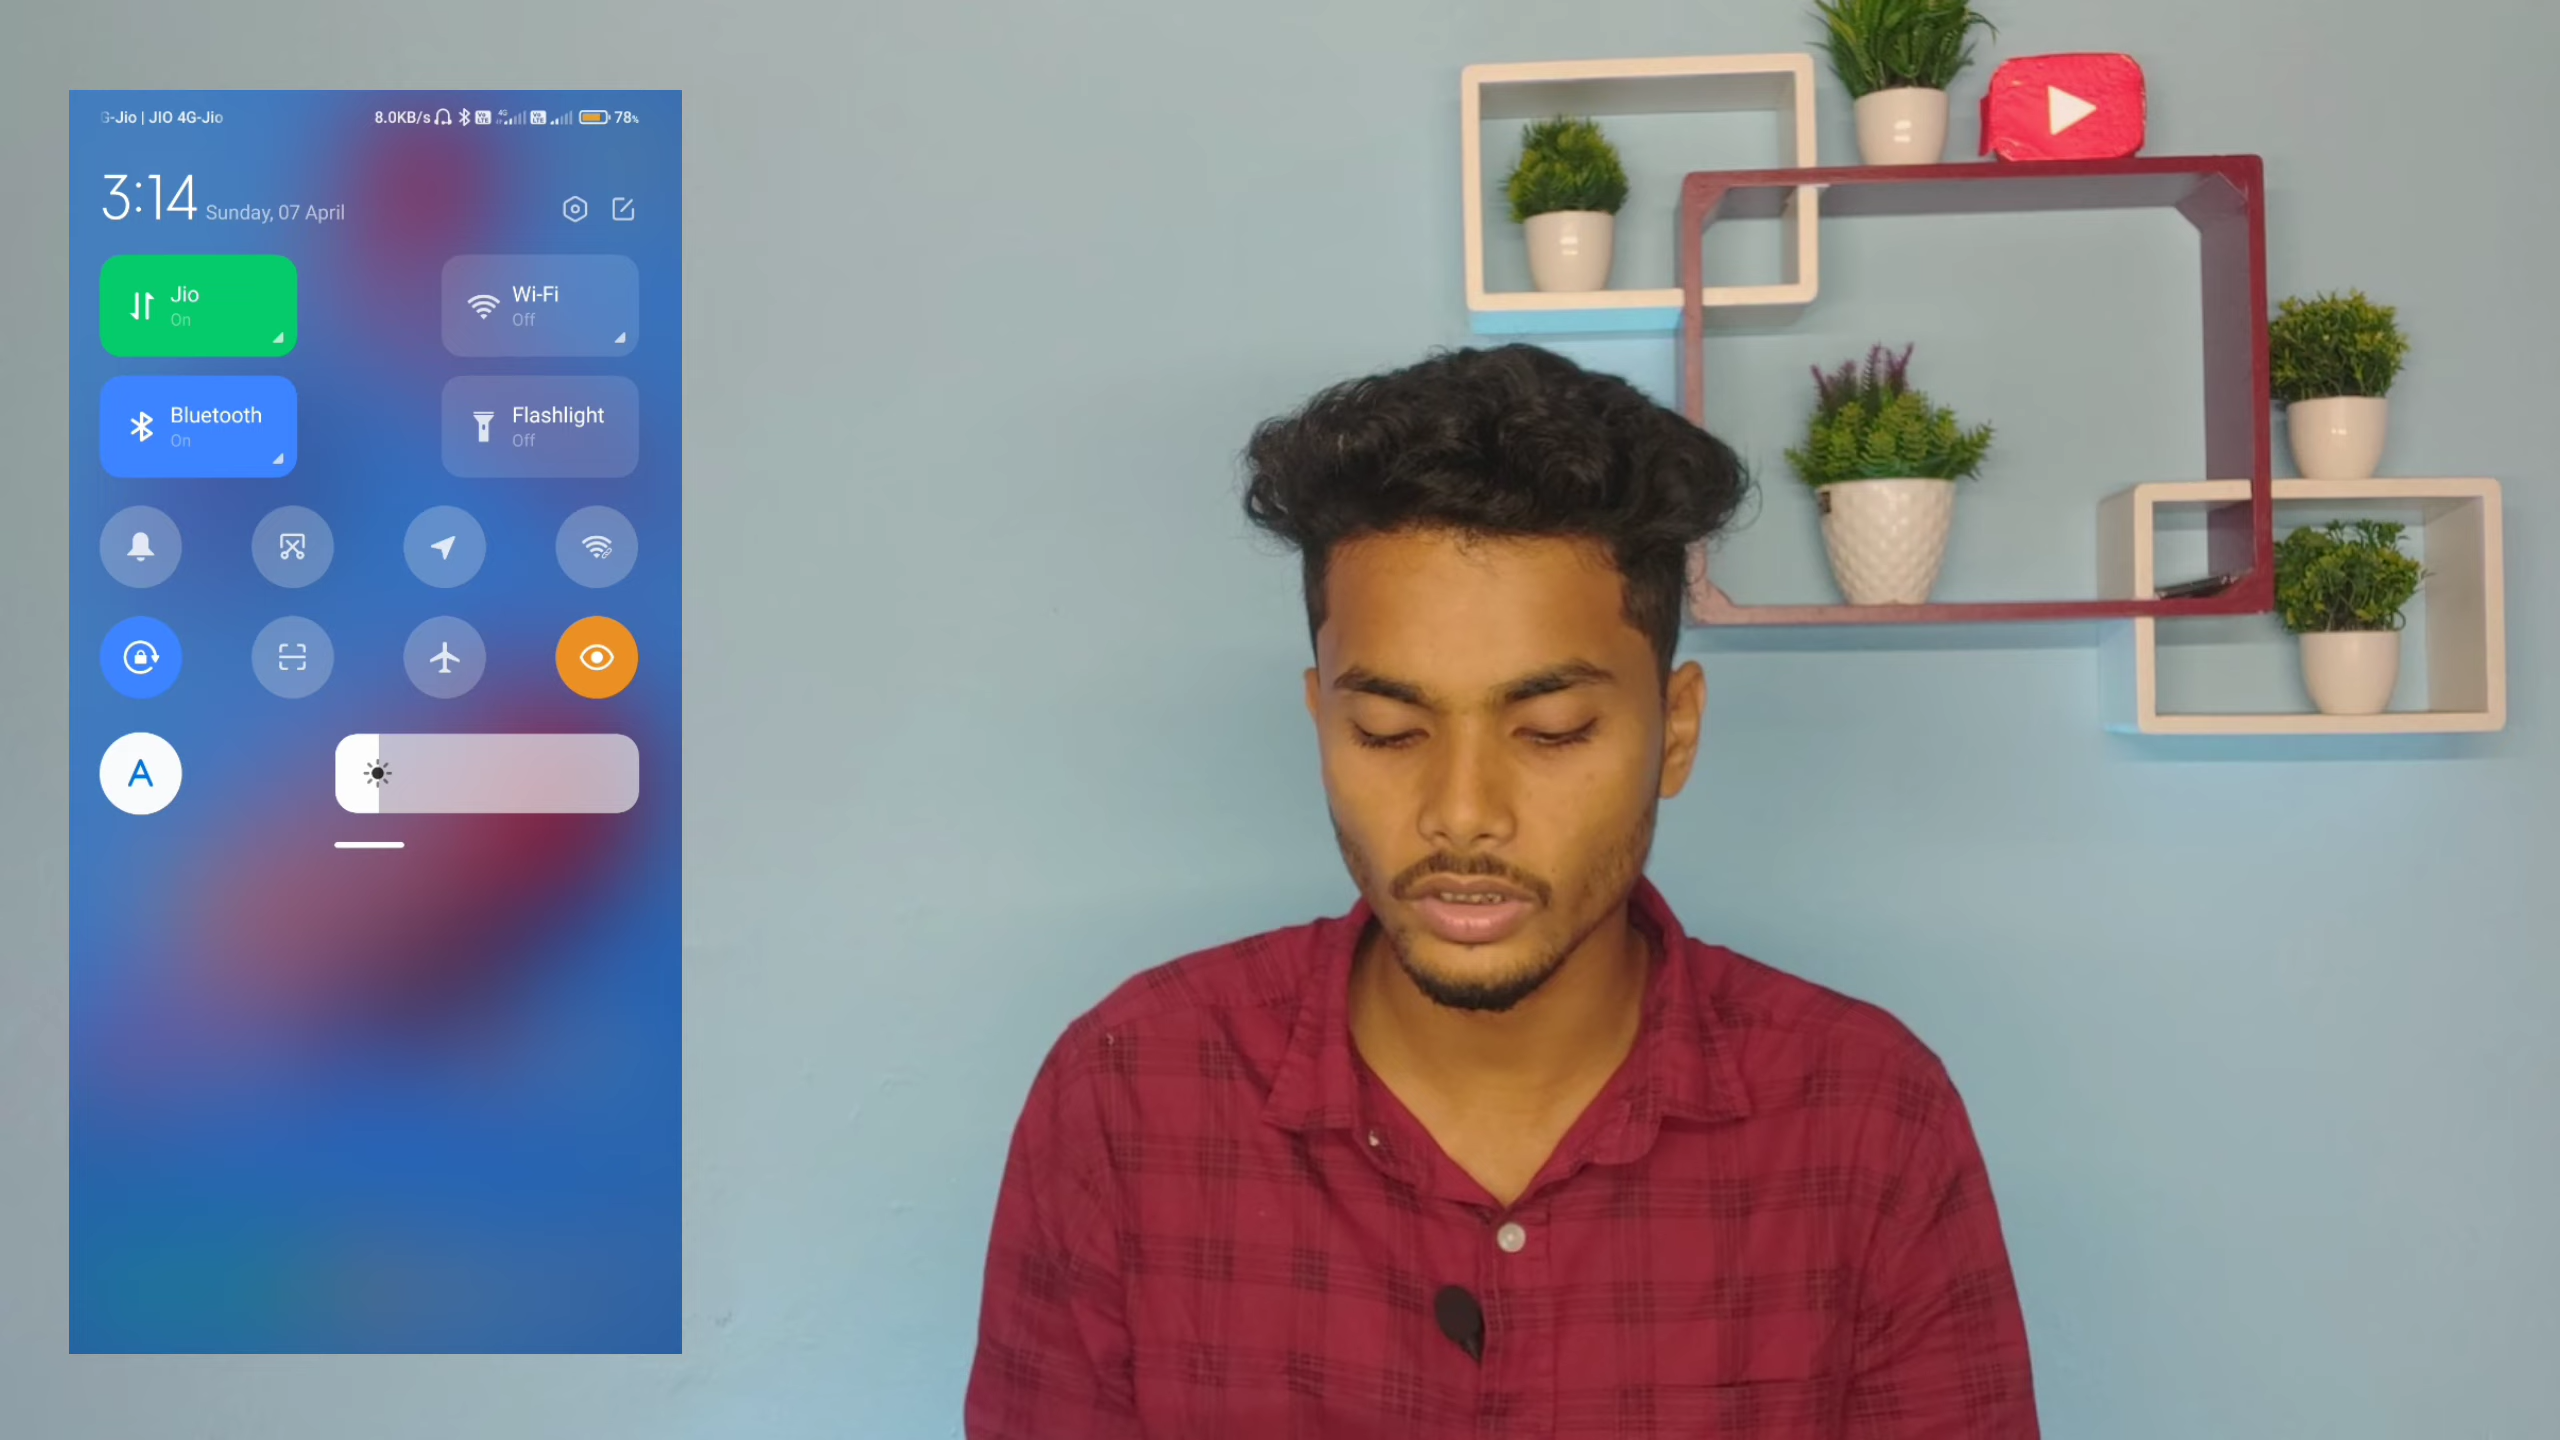 G-Jio | JIO 4G-Jio 8.0KB/s 4G 78%
3:14 Sunday, 07 April
Jio
On
Wi-Fi
Off
Bluetooth
On
Flashlight
Off
A